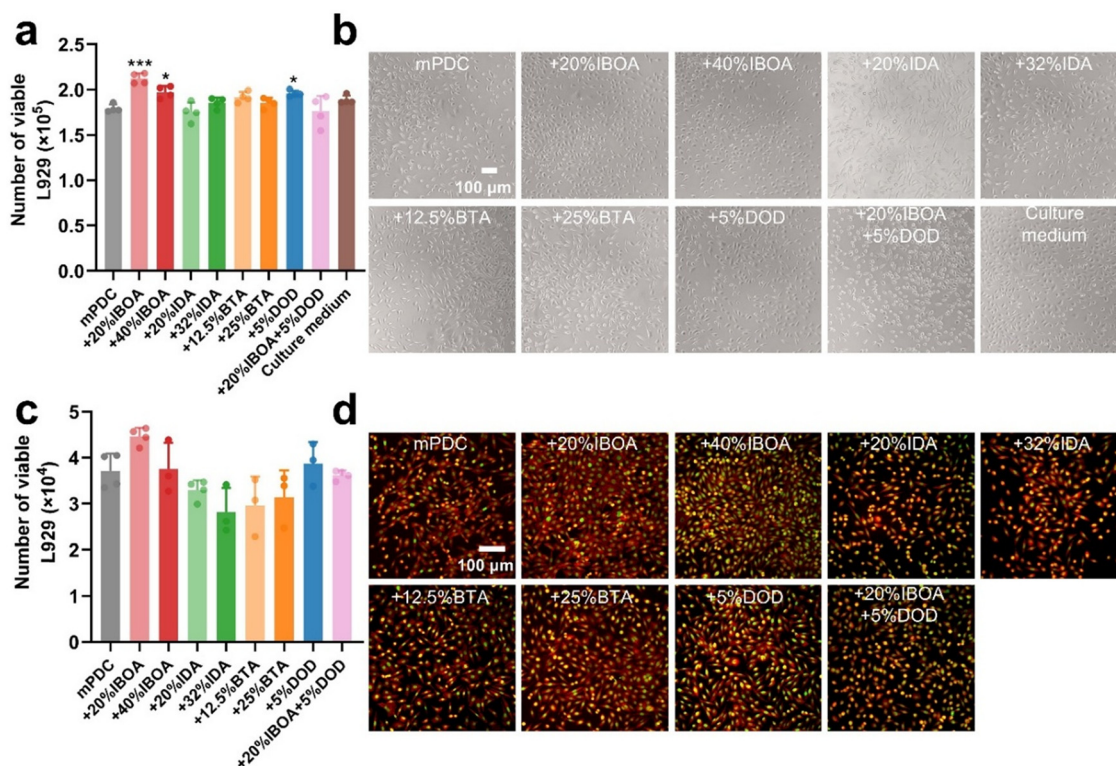 a
Number of viable
L929 (×10⁵)
2.5
2.0
1.5
1.0
0.5
0.0
***
*
*
mPDC
+20%IBOA
+40%IBOA
+20%IDA
+32%IDA
+12.5%BTA
+25%BTA
+5%DOD
+20%IBOA+5%DOD
Culture medium
b
mPDC
+20%IBOA
+40%IBOA
+20%IDA
+32%IDA
100 μm
+12.5%BTA
+25%BTA
+5%DOD
+20%IBOA
+5%DOD
Culture
medium
c
Number of viable
L929 (×10⁴)
5
4
3
2
1
0
mPDC
+20%IBOA
+40%IBOA
+20%IDA
+32%IDA
+12.5%BTA
+25%BTA
+5%DOD
+20%IBOA+5%DOD
d
mPDC
+20%IBOA
+40%IBOA
+20%IDA
+32%IDA
100 μm
+12.5%BTA
+25%BTA
+5%DOD
+20%IBOA
+5%DOD